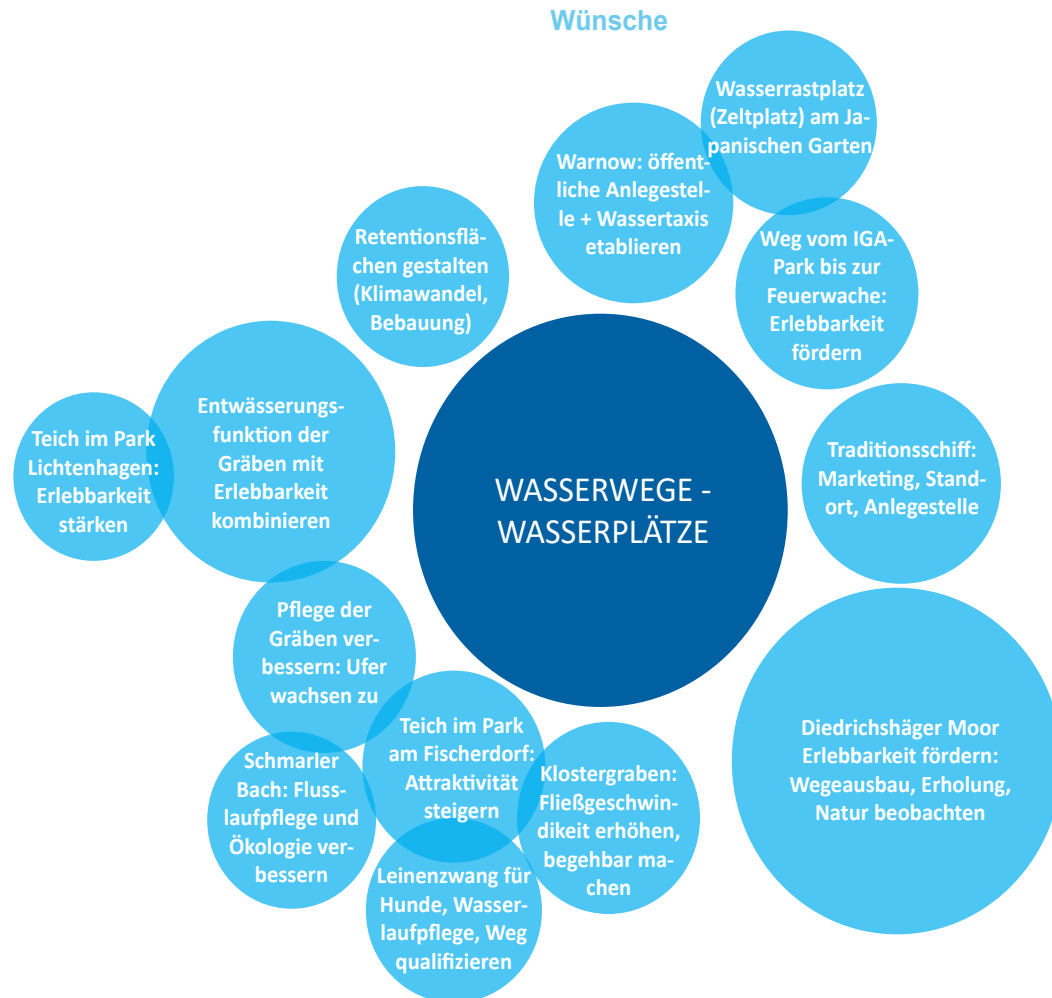 Wünsche
Wasserrastplatz
(Zeltplatz) am Ja-
panischen Garten
Warnow: öffent-
liche Anlegestel-
le + Wassertaxis
etablieren
Retentionsflä-
chen gestalten
(Klimawandel,
Bebauung)
Weg vom IGA-
Park bis zur
Feuerwache:
Erlebbarkeit
fördern
Entwässerungs-
funktion der
Gräben mit
Erlebbarkeit
kombinieren
Teich im Park
Lichtenhagen:
Erlebbarkeit
stärken
WASSERWEGE -
WASSERPLÄTZE
Traditionsschiff:
Marketing, Stand-
ort, Anlegestelle
Pflege der
Gräben ver-
bessern: Ufer
wachsen zu
Teich im Park
am Fischerdorf:
Attraktivität
steigern
Schmarler
Bach: Fluss-
laufpflege und
Ökologie ver-
bessern
Klostergraben:
Fließgeschwin-
dikeit erhöhen,
begehbar ma-
chen
Diedrichshäger Moor
Erlebbarkeit fördern:
Wegeausbau, Erholung,
Natur beobachten
Leinenzwang für
Hunde, Wasser-
laufpflege, Weg
qualifizieren